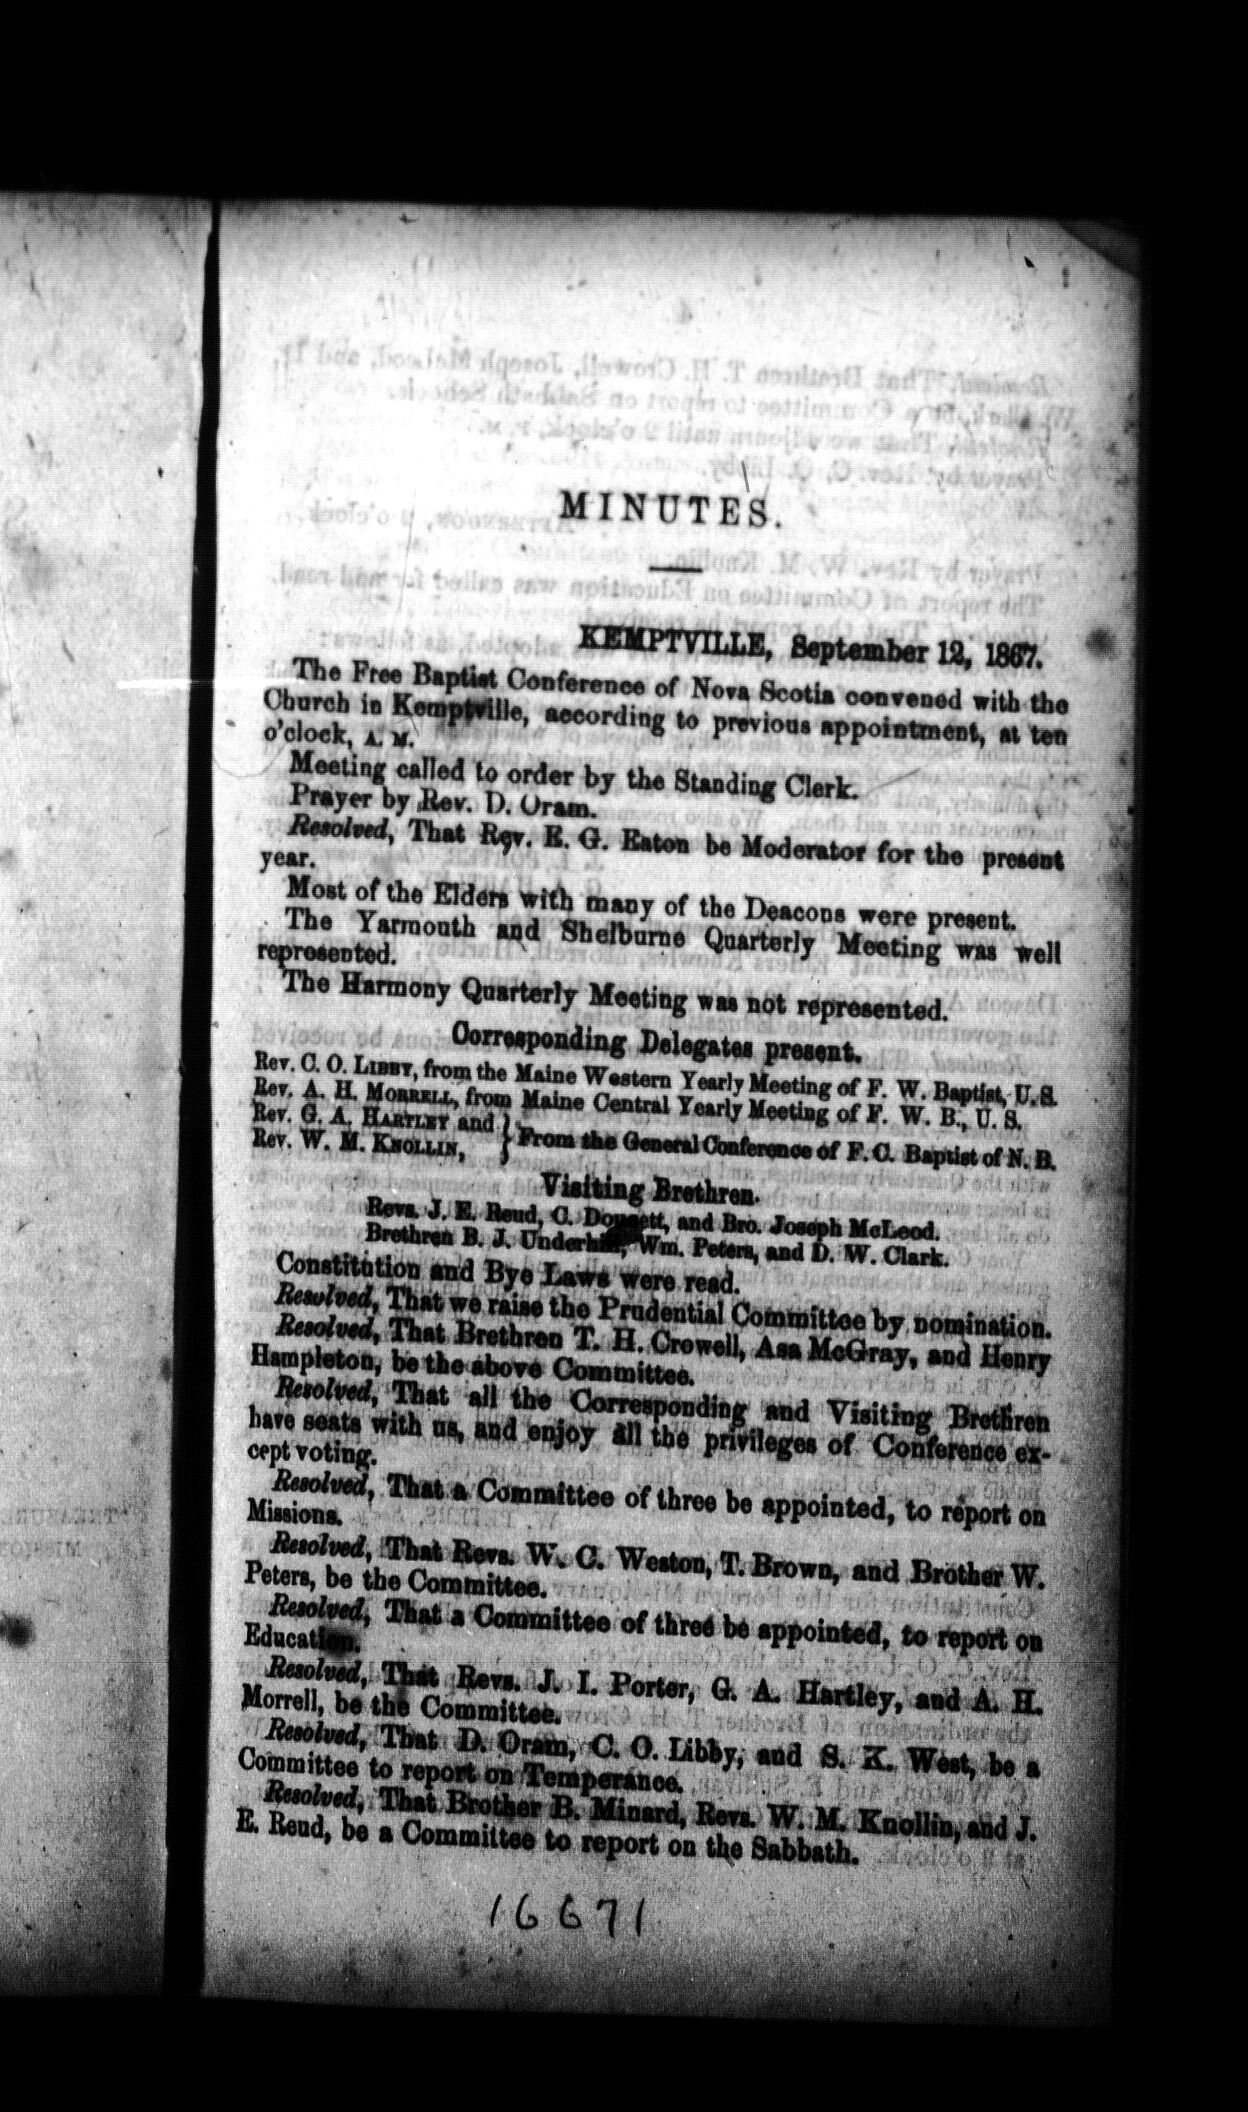 MINUTES.
KEMPTVILLE, September 12, 1867.
The Free Baptist Conference of Nova Scotia convened with the
Church in Kemptville, according to previous appointment, at ten
o'clock, A. M.
Meeting called to order by the Standing Clerk.
Prayer by Rev. D. Oram.
Resolved, That Rev. E. G. Eaton be Moderator for the present
year.
Most of the Elders with many of the Deacons were present.
The Yarmouth and Shelburne Quarterly Meeting was well
represented.
The Harmony Quarterly Meeting was not represented.
Corresponding Delegates present.
Rev. C. O. LIBBY, from the Maine Western Yearly Meeting of F. W. Baptist, U. S.
Rev. A. H. MORRELL, from Maine Central Yearly Meeting of F. W. B., U. S.
Rev. G. A. HARTLEY and
Rev. W. M. KNOLLIN, } From the General Conference of F. C. Baptist of N. B.
Visiting Brethren.
Revs. J. E. Reud, C. Doucett, and Bro. Joseph McLeod.
Brethren B. J. Underhill, Wm. Peters, and D. W. Clark.
Constitution and Bye Laws were read.
Resolved, That we raise the Prudential Committee by nomination.
Resolved, That Brethren T. H. Crowell, Asa McGray, and Henry
Hampleton, be the above Committee.
Resolved, That all the Corresponding and Visiting Brethren
have seats with us, and enjoy all the privileges of Conference ex-
cept voting.
Resolved, That a Committee of three be appointed, to report on
Missions.
Resolved, That Revs. W. C. Weston, T. Brown, and Brother W.
Peters, be the Committee.
Resolved, That a Committee of three be appointed, to report on
Education.
Resolved, That Revs. J. I. Porter, G. A. Hartley, and A. H.
Morrell, be the Committee.
Resolved, That D. Oram, C. O. Libby, and S. K. West, be a
Committee to report on Temperance.
Resolved, That Brother B. Minard, Revs. W. M. Knollin, and J.
E. Reud, be a Committee to report on the Sabbath.
16671